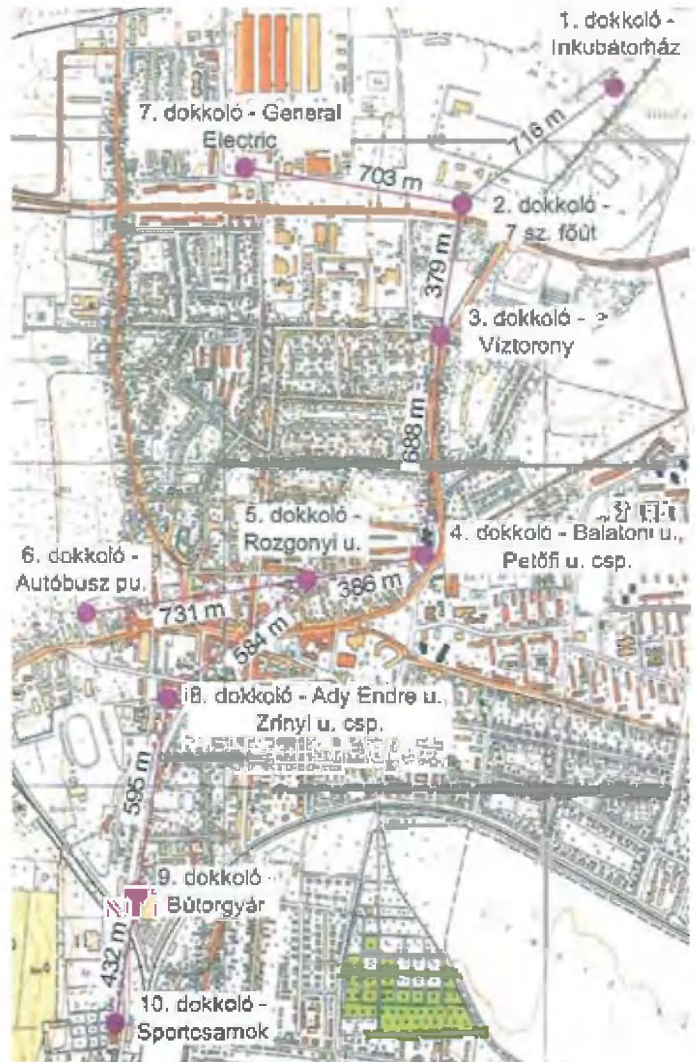 1. dokkoló -
Inkubátorház
716 m
7. dokkoló - General
Electric
703 m
2. dokkoló -
7 sz. főút
379 m
3. dokkoló -
Víztorony
688 m
5. dokkoló -
Rozgonyi u.
4. dokkoló - Balatoni u.,
Petőfi u. csp.
6. dokkoló -
Autóbusz pu.
386 m
731 m
584 m
8. dokkoló - Ady Endre u.,
Zrínyi u. csp.
595 m
9. dokkoló -
Bútorgyár
432 m
10. dokkoló -
Sportcsarnok